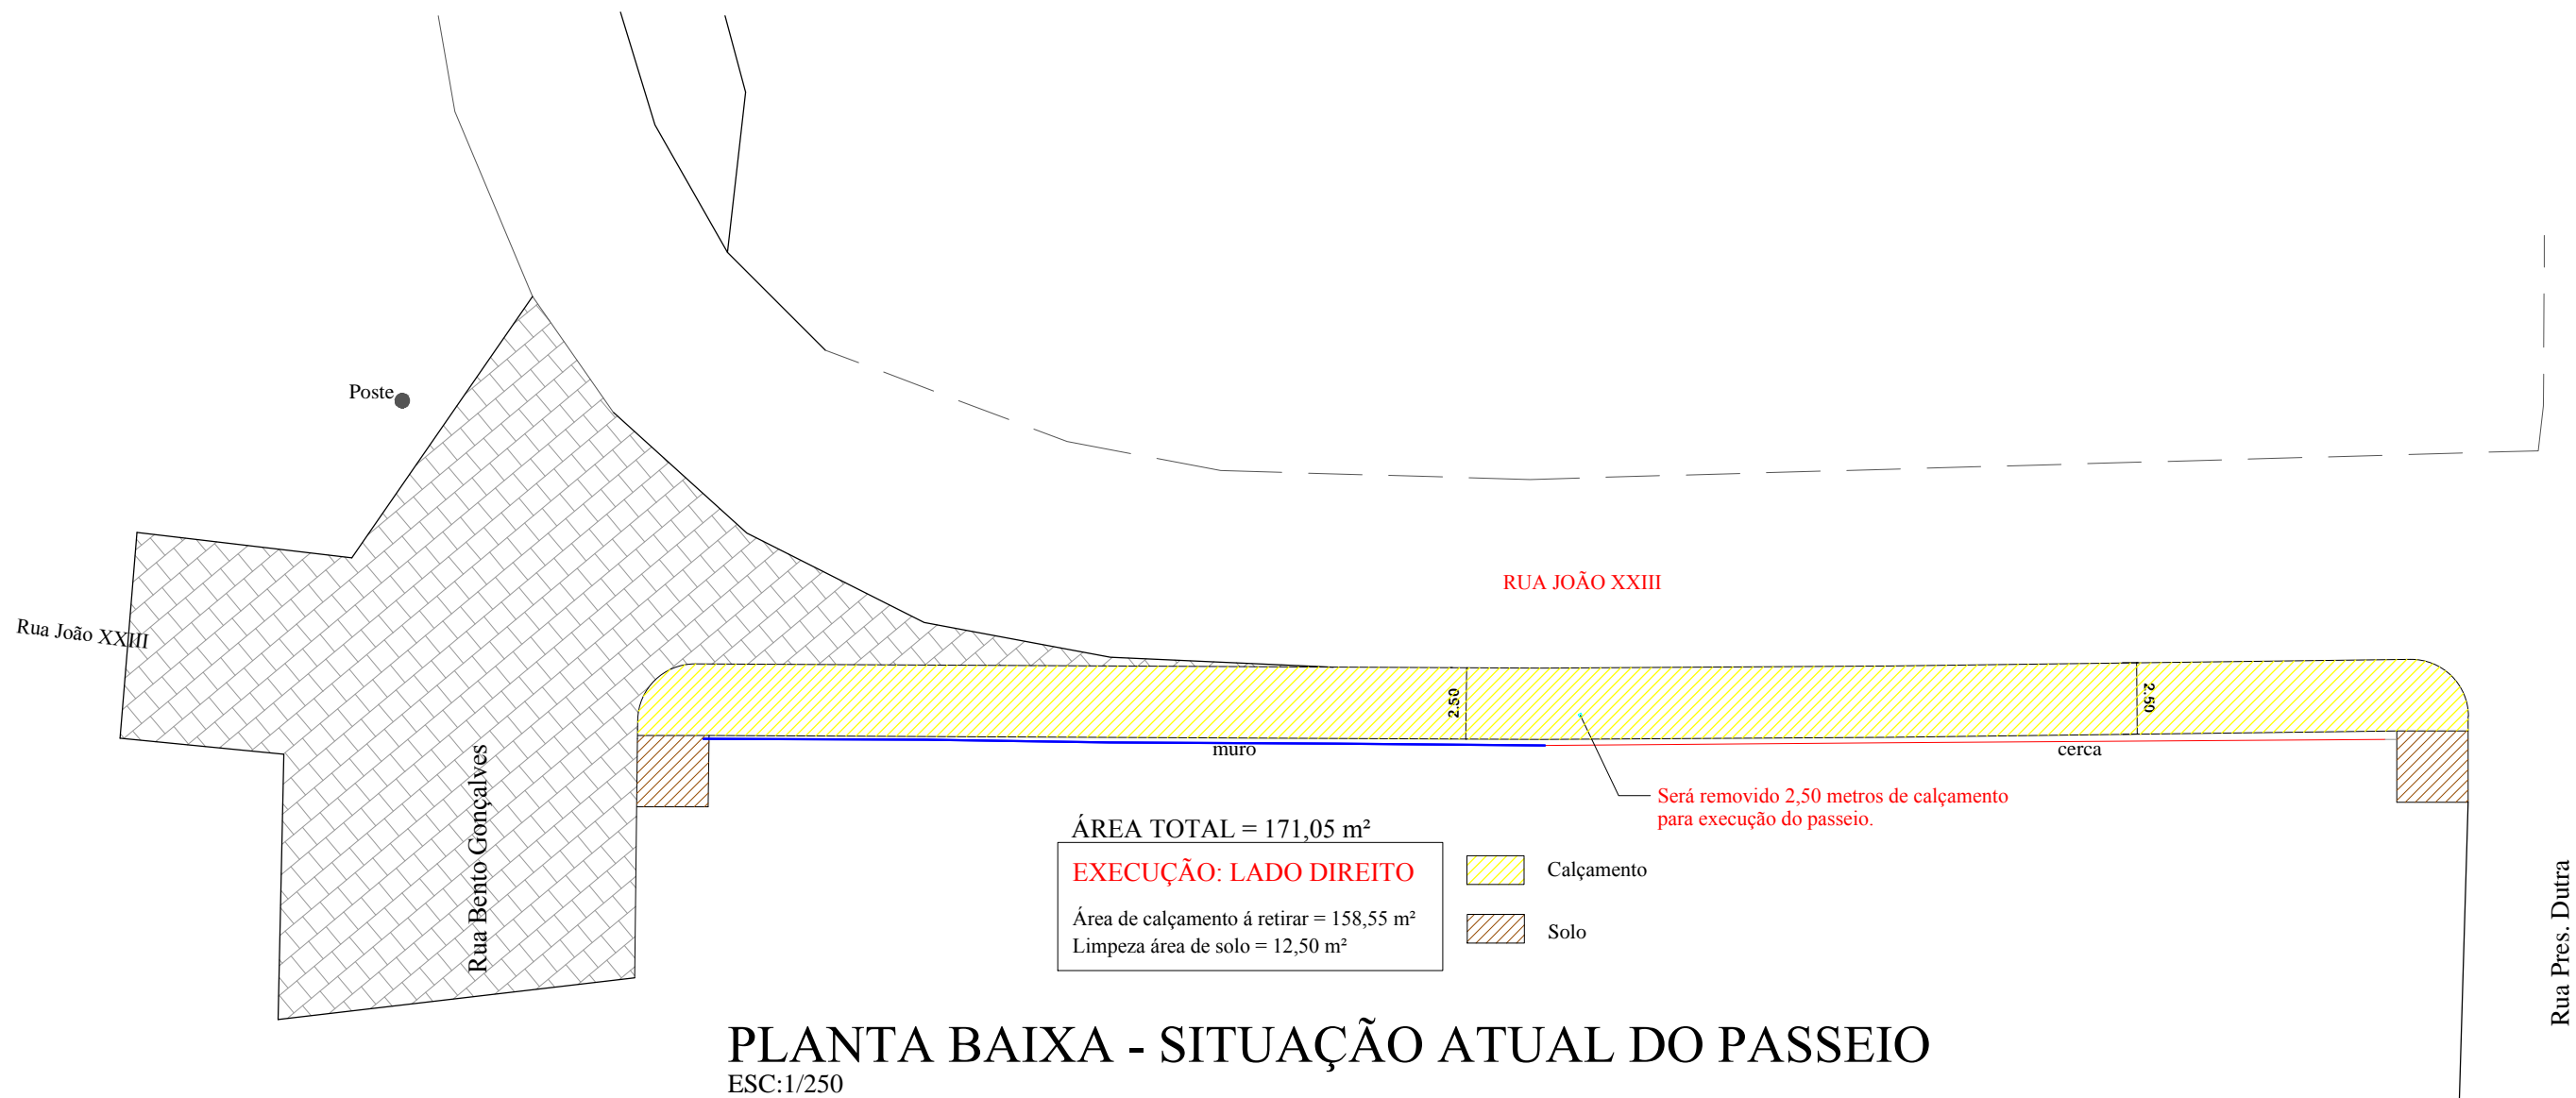 Poste
RUA JOÃO XXIII
Rua João XXIII
2.50
2.50
muro
cerca
Rua Bento Gonçalves
Será removido 2,50 metros de calçamento
para execução do passeio.
ÁREA TOTAL = 171,05 m²
EXECUÇÃO: LADO DIREITO
Área de calçamento á retirar = 158,55 m²
Limpeza área de solo = 12,50 m²
Calçamento
Solo
Rua Pres. Dutra
PLANTA BAIXA - SITUAÇÃO ATUAL DO PASSEIO
ESC:1/250